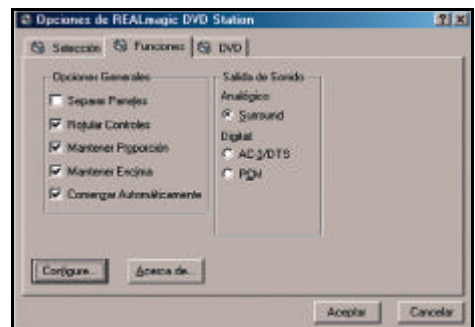 Opciones de REALmagic DVD Station
Selección Funciones DVD
Opciones Generales
Separar Paneles
Rotular Controles
Mantener Proporción
Mantener Encima
Comenzar Automáticamente
Salida de Sonido
Analógico:
Surround
Digital:
AC-3/DTS
PCM
Configure... Acerca de...
Aceptar Cancelar